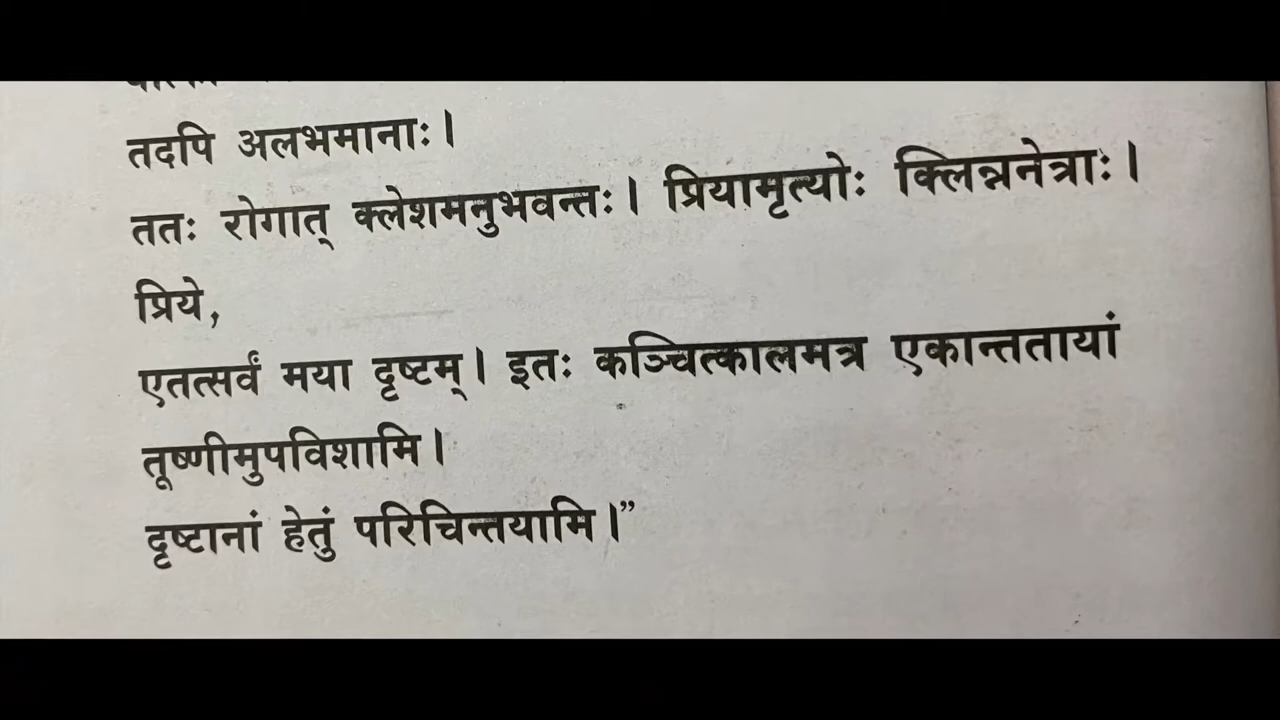 तदपि अलभमानाः।
ततः रोगात् क्लेशमनुभवन्तः। प्रियामृत्योः क्लिन्ननेत्राः।
प्रिये,
एतत्सर्वं मया दृष्टम्। इतः कञ्चित्कालमत्र एकान्ततायां
तूष्णीमुपविशामि।
दृष्टानां हेतुं परिचिन्तयामि।”